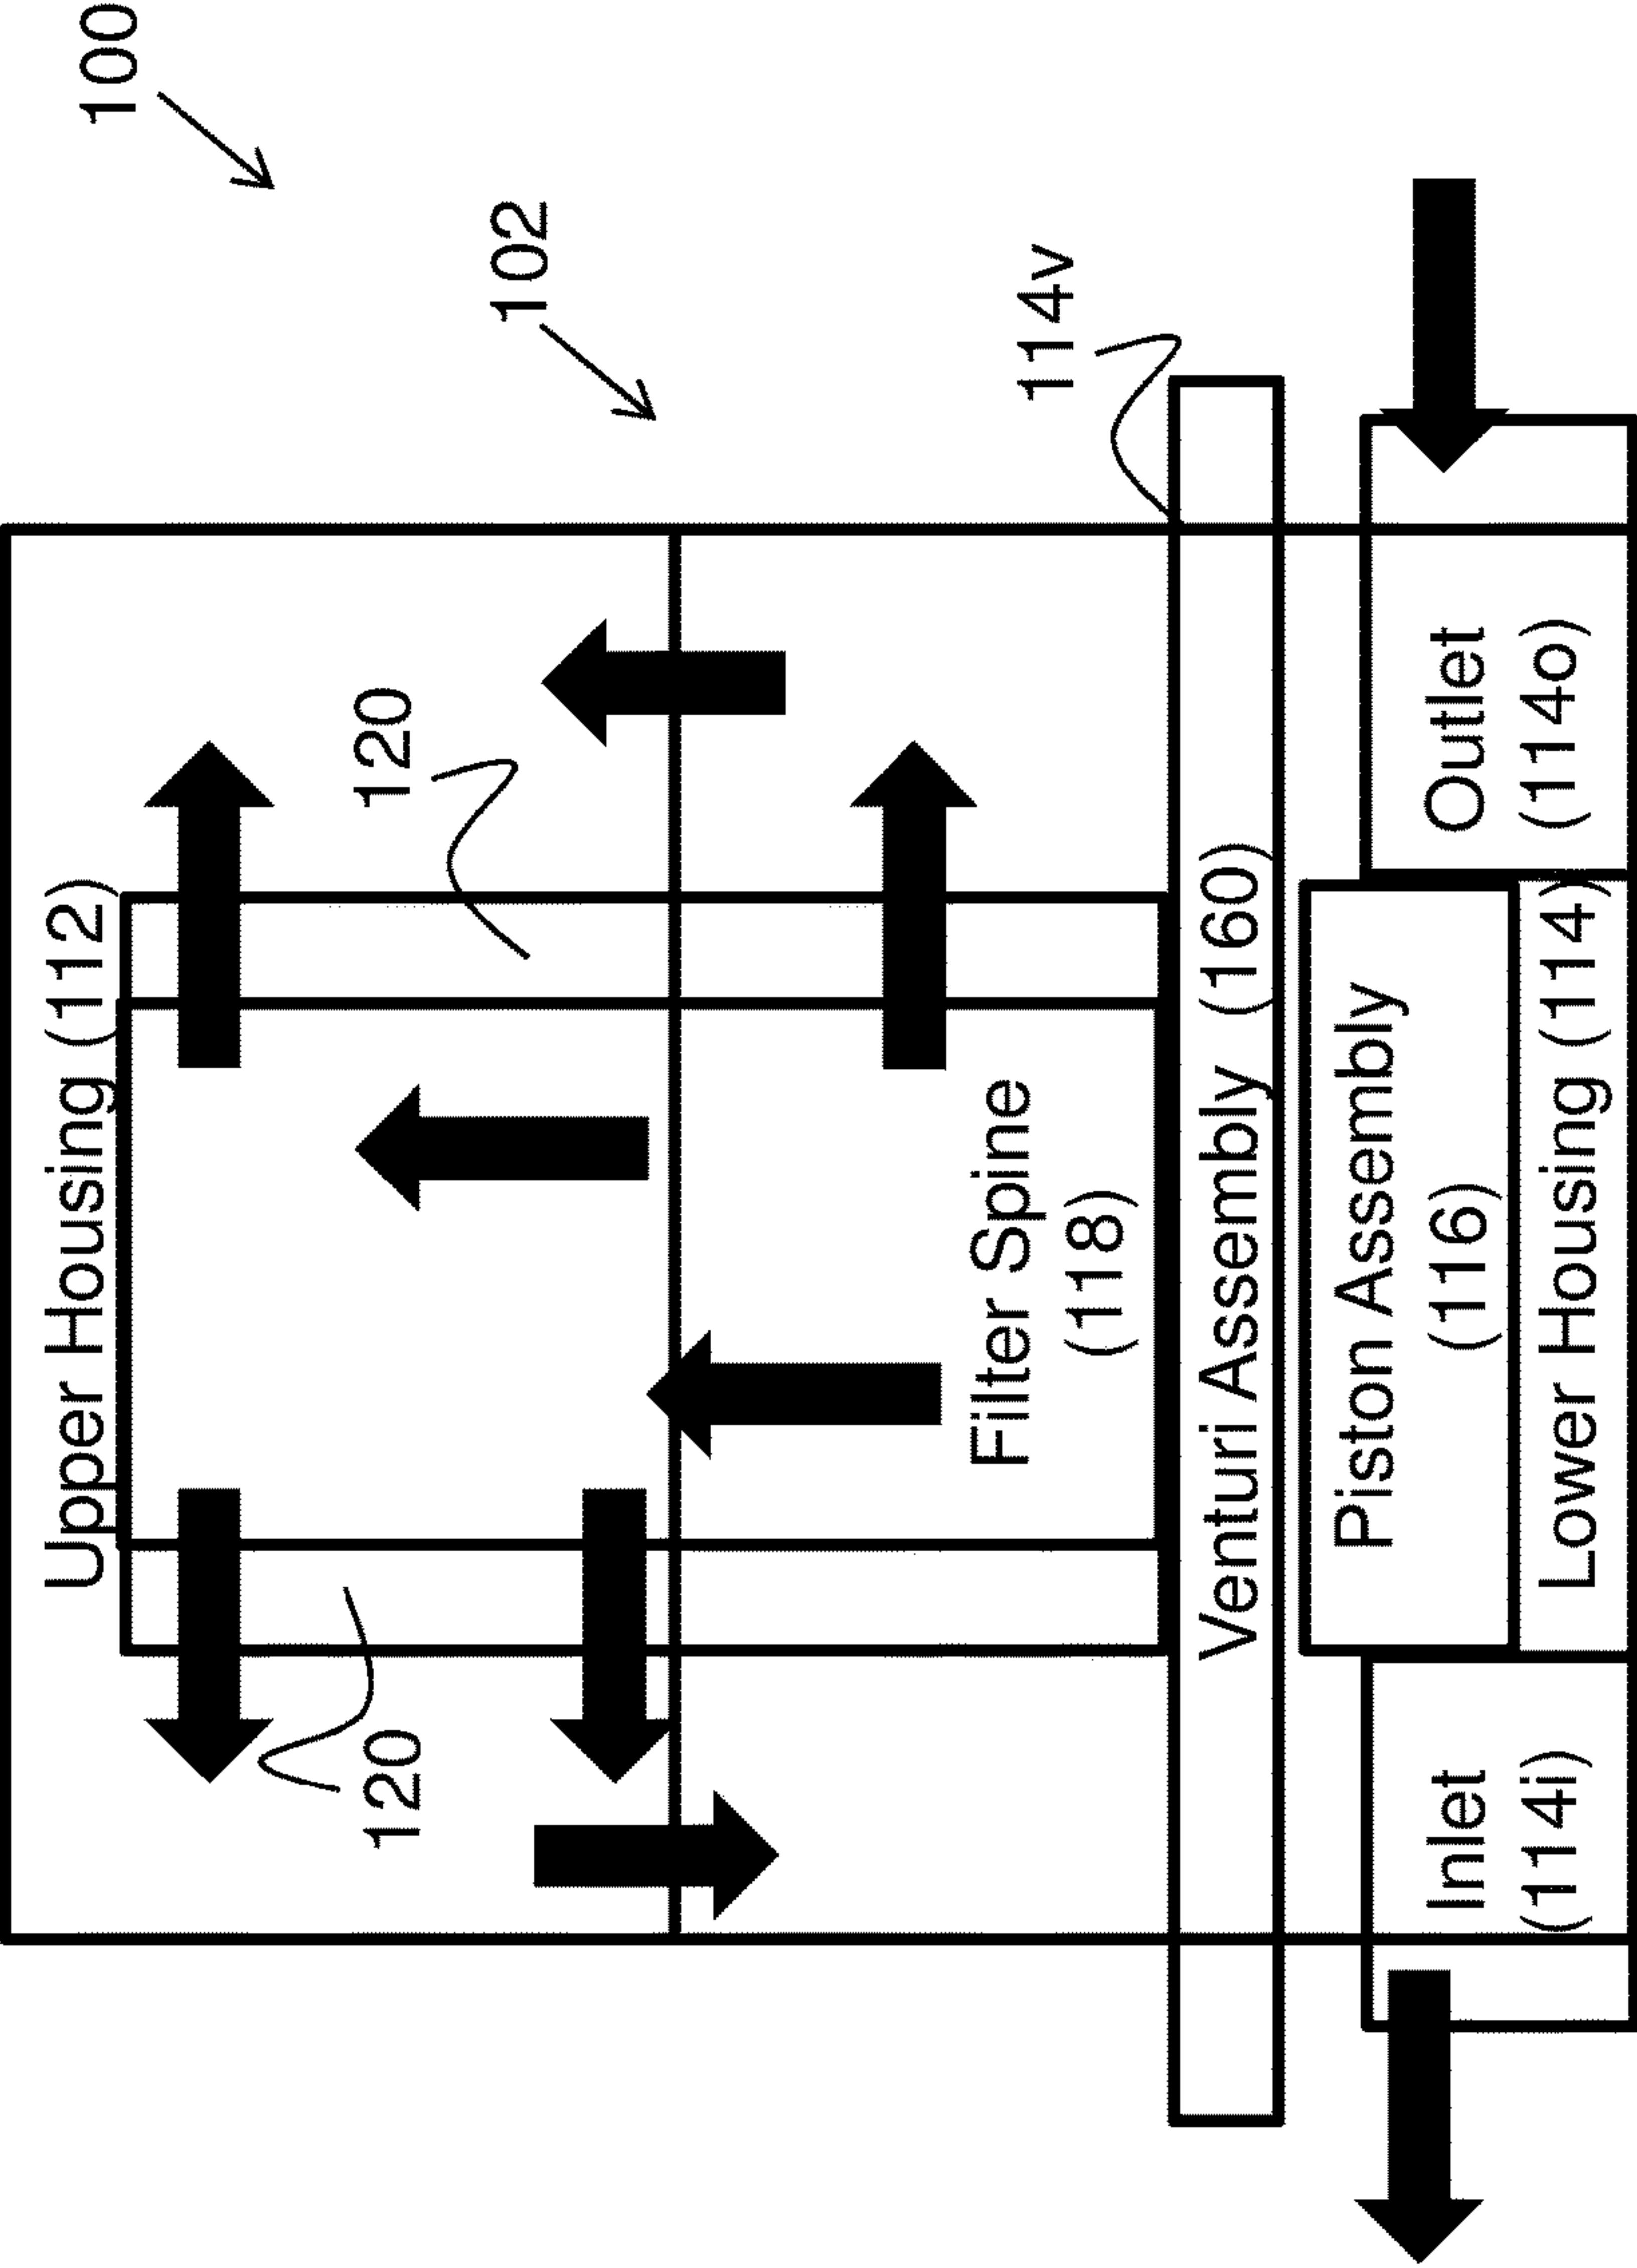 100
102
Upper Housing (112)
120
120
114v
Filter Spine
(118)
Venturi Assembly (160)
Piston Assembly
(116)
Inlet
(114i)
Outlet
(114o)
Lower Housing (114)